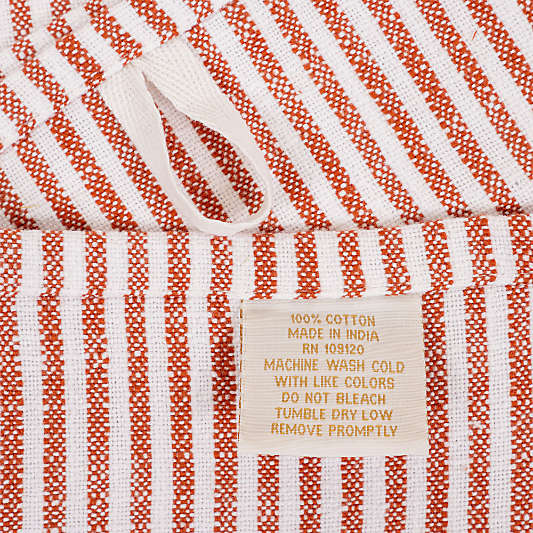 100% COTTON
MADE IN INDIA
RN 109120
MACHINE WASH COLD
WITH LIKE COLORS
DO NOT BLEACH
TUMBLE DRY LOW
REMOVE PROMPTLY